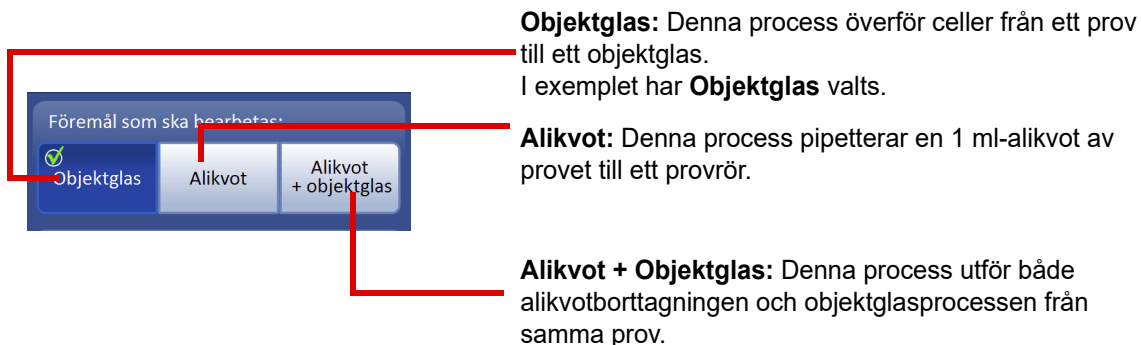 Objektglas: Denna process överför celler från ett prov
till ett objektglas.
I exemplet har Objektglas valts.
Föremål som ska bearbetas:
Objektglas
Alikvot
Alikvot
+ objektglas
Alikvot: Denna process pipetterar en 1 ml-alikvot av
provet till ett provrör.
Alikvot + Objektglas: Denna process utför både
alikvotborttagningen och objektglasprocessen från
samma prov.